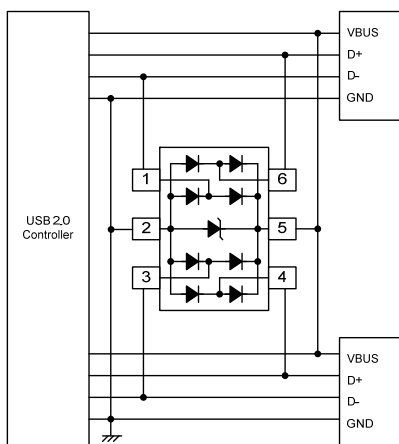 VBUS
D+
D-
GND
1
6
USB 2.0
Controller
2
5
3
4
VBUS
D+
D-
GND